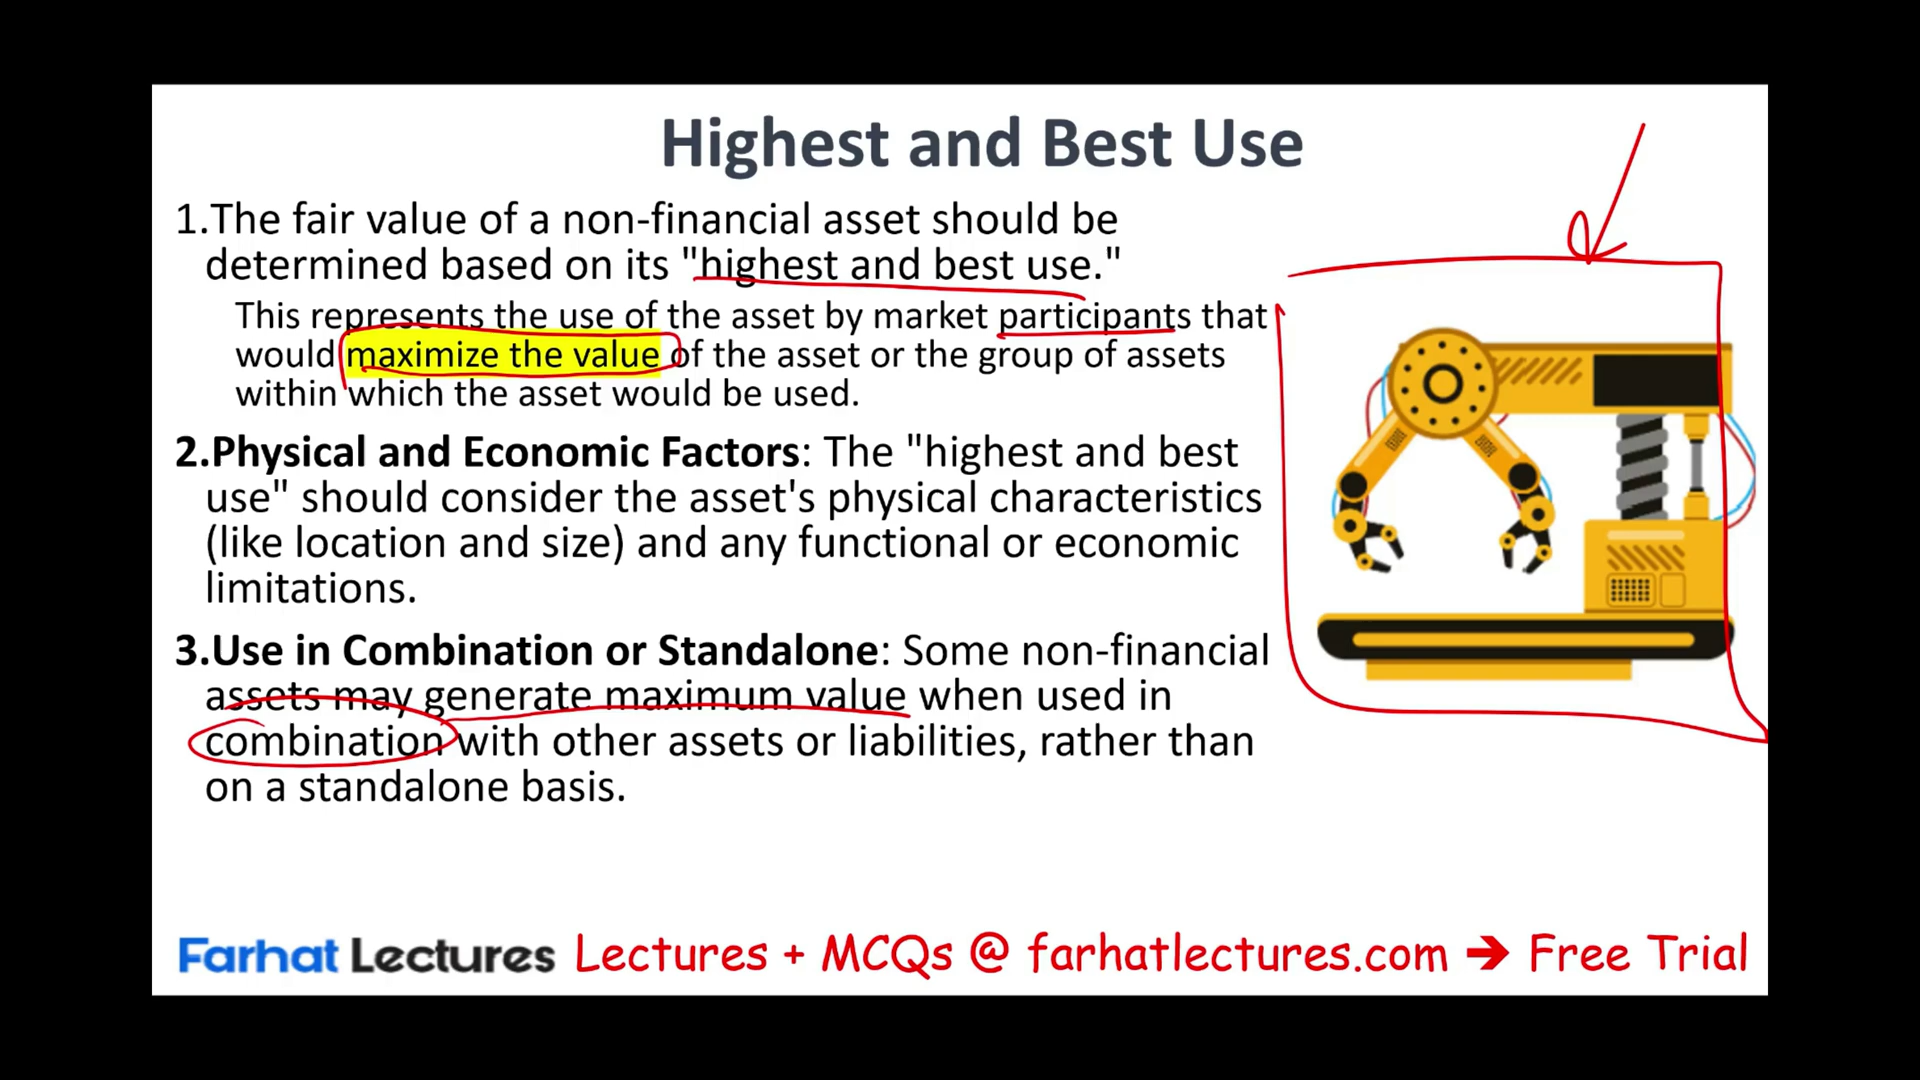 Highest and Best Use
1.The fair value of a non-financial asset should be
determined based on its "highest and best use."
This represents the use of the asset by market participants that
would maximize the value of the asset or the group of assets
within which the asset would be used.
2.Physical and Economic Factors: The "highest and best
use" should consider the asset's physical characteristics
(like location and size) and any functional or economic
limitations.
3.Use in Combination or Standalone: Some non-financial
assets may generate maximum value when used in
combination with other assets or liabilities, rather than
on a standalone basis.
Farhat Lectures Lectures + MCQs @ farhatlectures.com ➔ Free Trial